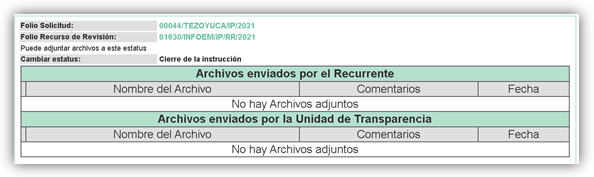 Folio Solicitud: 00044/TEZOYUCA/IP/2021
Folio Recurso de Revisión: 01630/INFOEM/IP/RR/2021
Puede adjuntar archivos a este estatus
Cambiar estatus: Cierre de la instrucción
Archivos enviados por el Recurrente
Nombre del Archivo Comentarios Fecha
No hay Archivos adjuntos
Archivos enviados por la Unidad de Transparencia
Nombre del Archivo Comentarios Fecha
No hay Archivos adjuntos